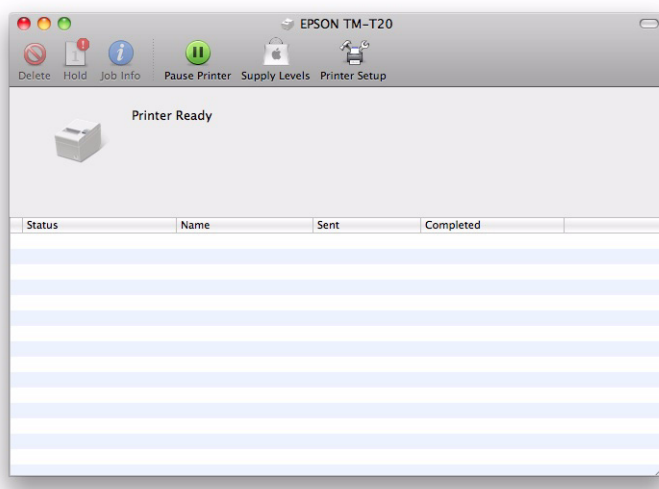 EPSON TM-T20
Delete Hold Job Info Pause Printer Supply Levels Printer Setup
Printer Ready
Status Name Sent Completed